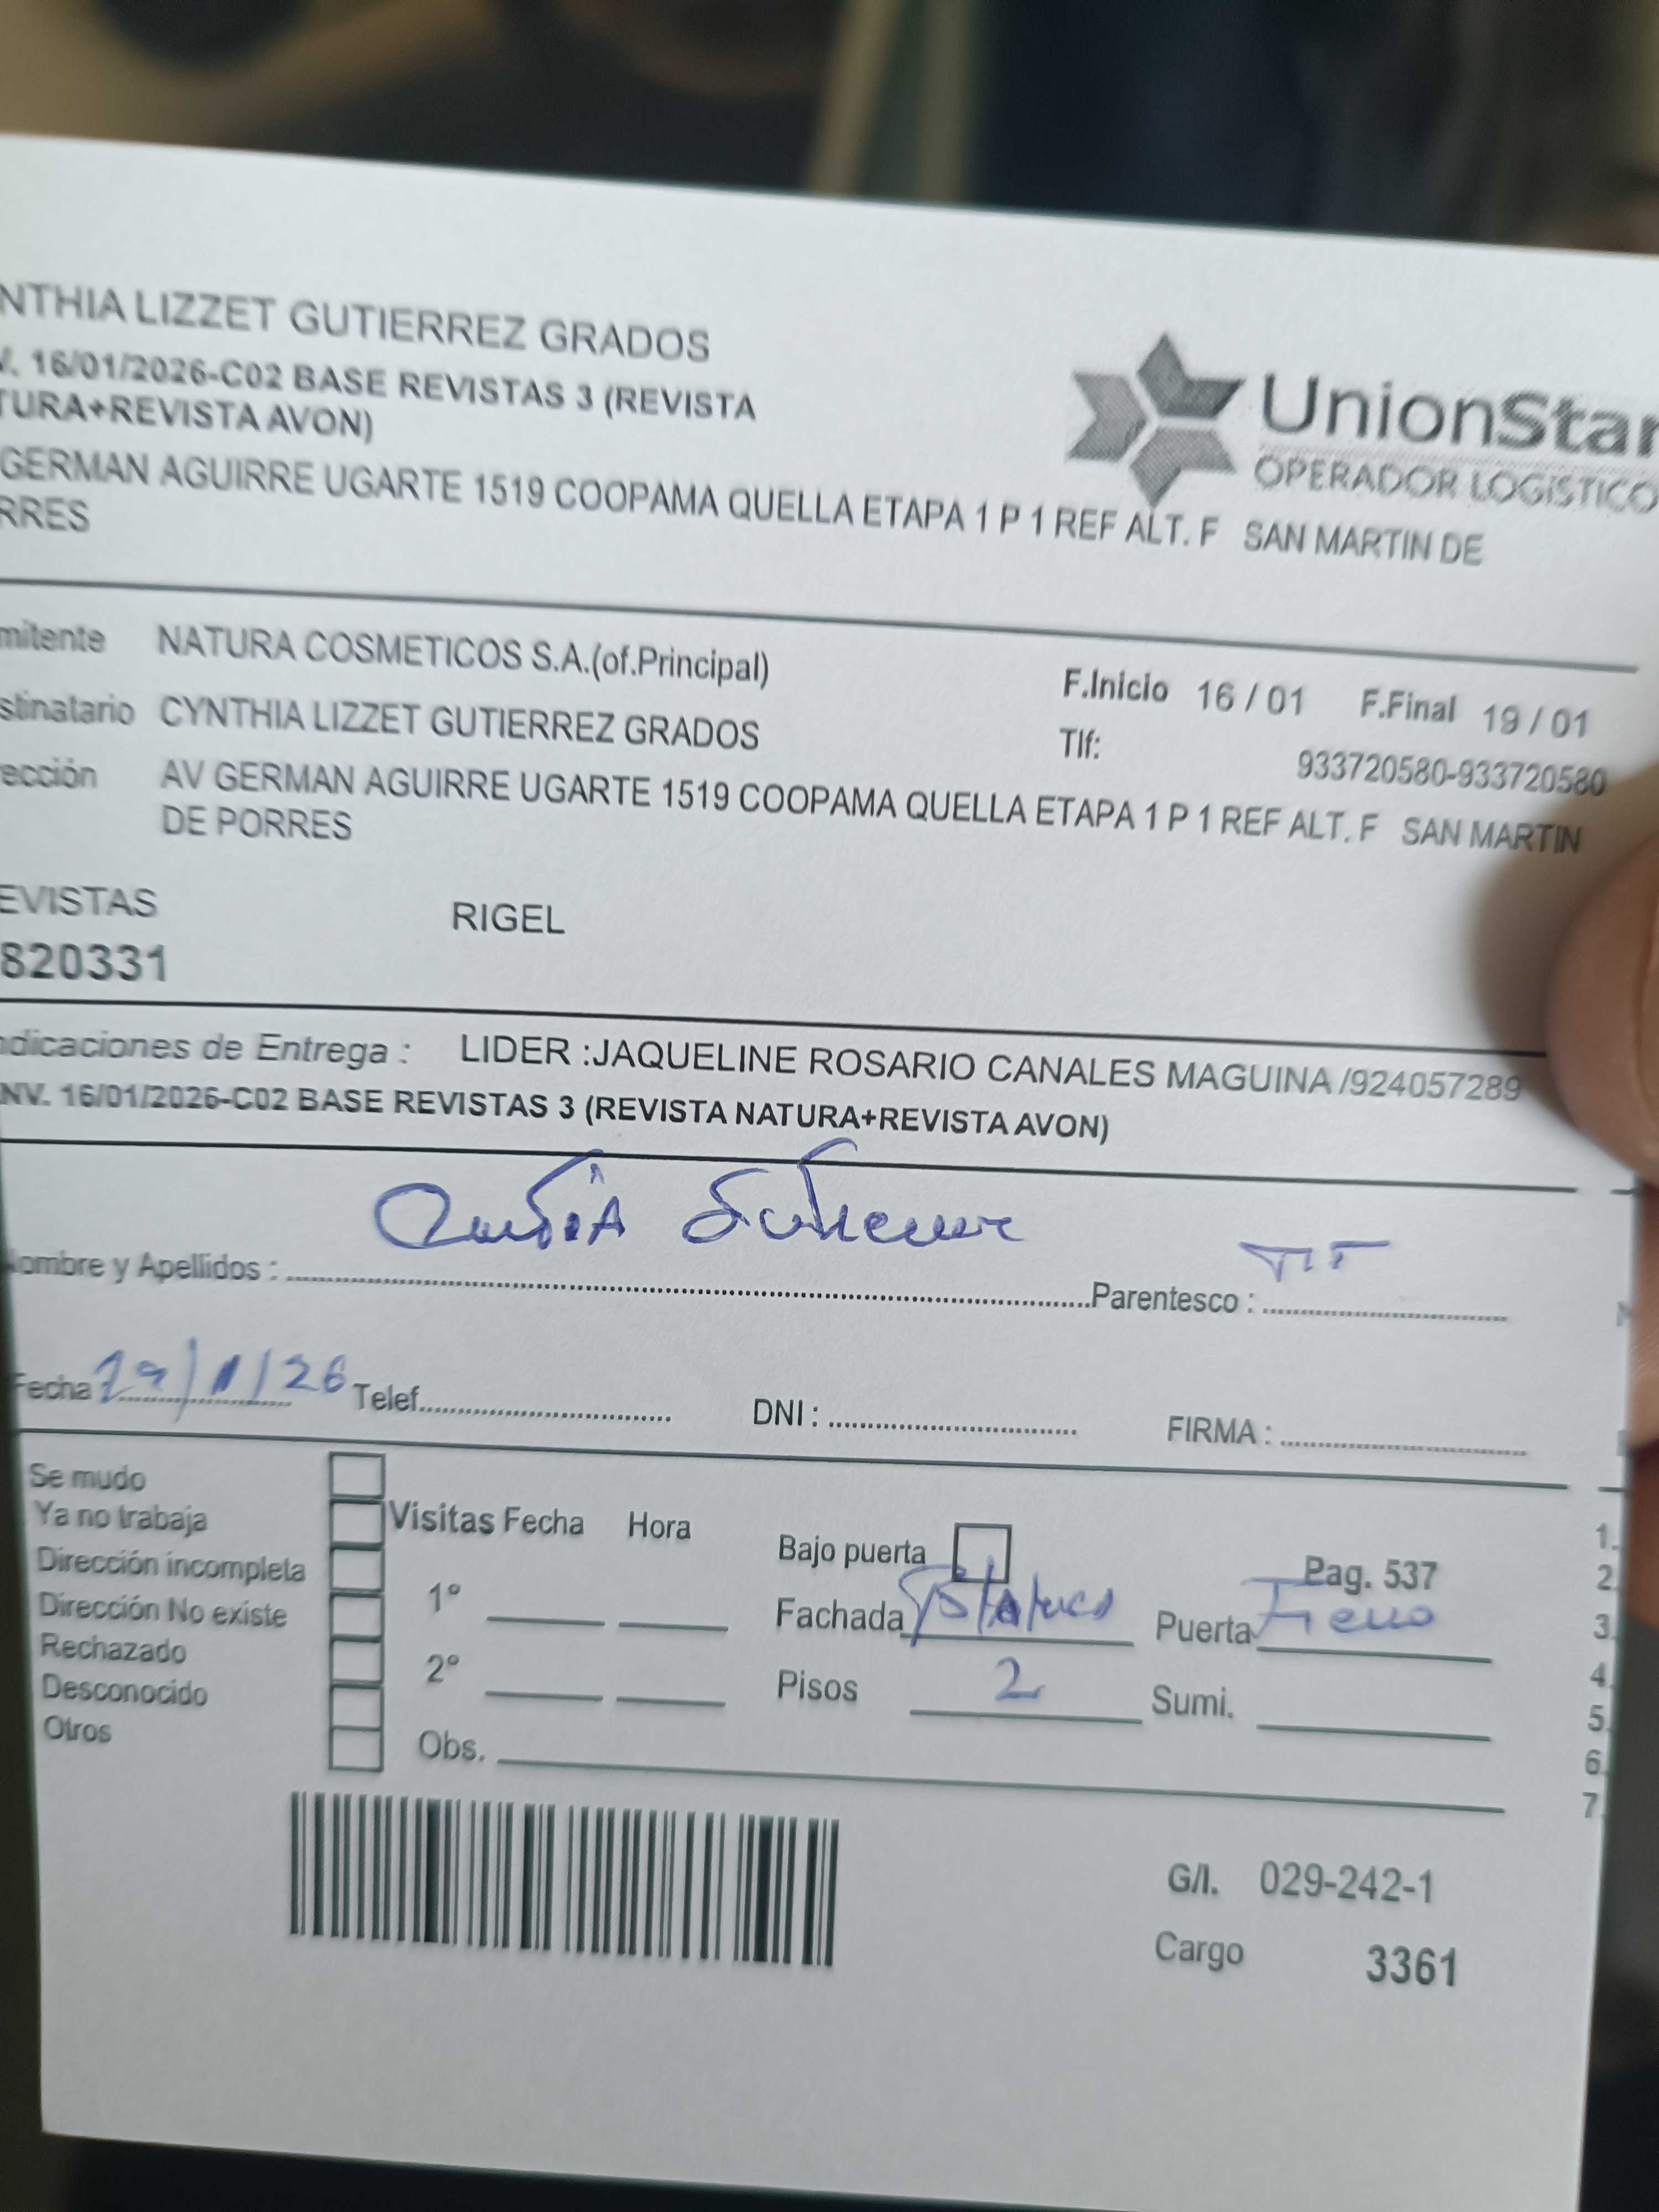 NTHIA LIZZET GUTIERREZ GRADOS
V. 16/01/2026-C02 BASE REVISTAS 3 (REVISTA
TURA+REVISTA AVON)
UnionStar
OPERADOR LOGÍSTICO
GERMAN AGUIRRE UGARTE 1519 COOPAMA QUELLA ETAPA 1 P 1 REF ALT. F SAN MARTIN DE
RRES
mitente NATURA COSMETICOS S.A.(of.Principal)
F.Inicio 16 / 01 F.Final 19 / 01
stinatario CYNTHIA LIZZET GUTIERREZ GRADOS
Tlf: 933720580-933720580
ección AV GERMAN AGUIRRE UGARTE 1519 COOPAMA QUELLA ETAPA 1 P 1 REF ALT. F SAN MARTIN
DE PORRES
EVISTAS RIGEL
820331
ndicaciones de Entrega : LIDER :JAQUELINE ROSARIO CANALES MAGUINA /924057289
NV. 16/01/2026-C02 BASE REVISTAS 3 (REVISTA NATURA+REVISTA AVON)
Nombre y Apellidos : Parentesco : TIT
Fecha 19/1/26 Telef. DNI : FIRMA :
Se mudo
Ya no trabaja
Dirección incompleta
Dirección No existe
Rechazado
Desconocido
Otros
Visitas Fecha Hora
1º
2º
Obs.
Bajo puerta Pag. 537
Fachada Puerta Fierro
Pisos 2 Sumi.
1.
2.
3.
4.
5.
6.
7.
G/I. 029-242-1
Cargo 3361